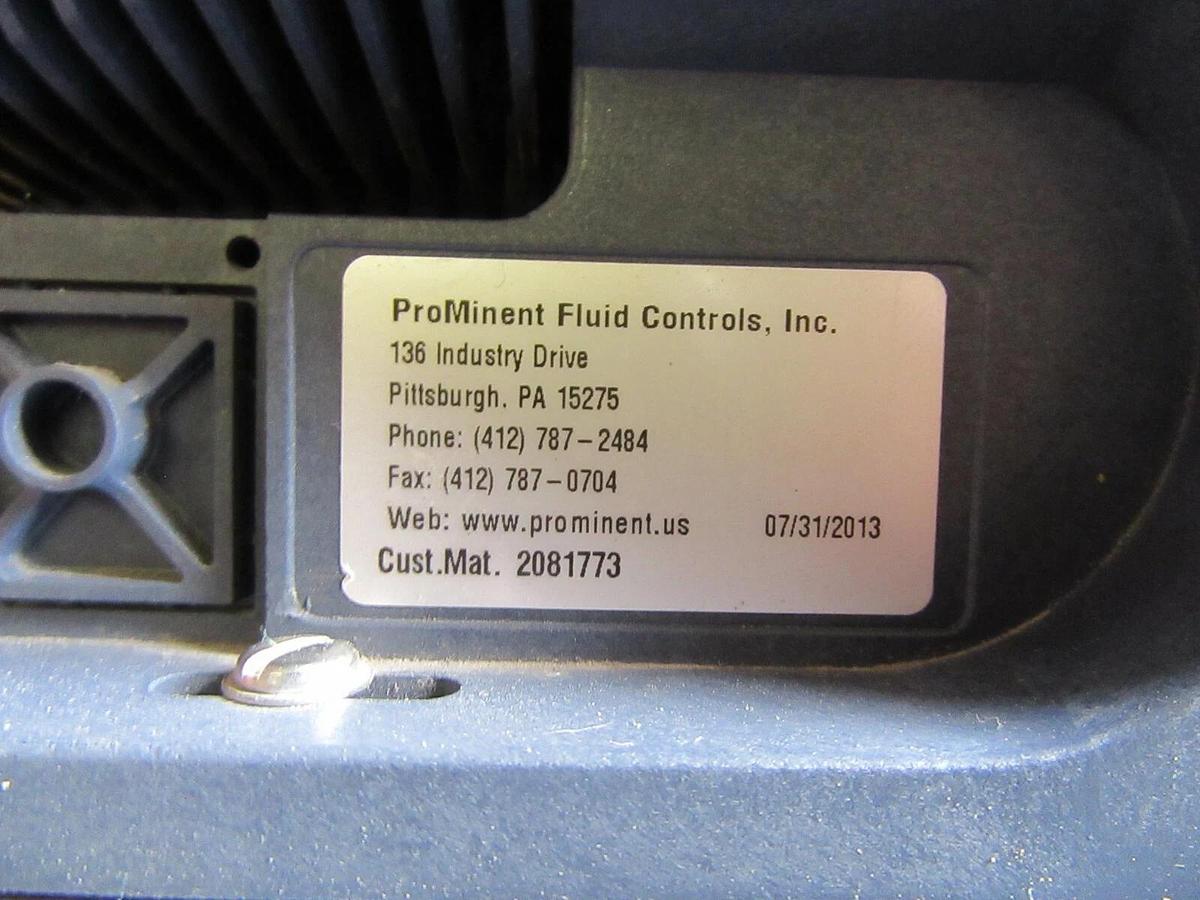 ProMinent Fluid Controls, Inc.
136 Industry Drive
Pittsburgh. PA 15275
Phone: (412) 787-2484
Fax: (412) 787-0704
Web: www.prominent.us 07/31/2013
Cust.Mat. 2081773